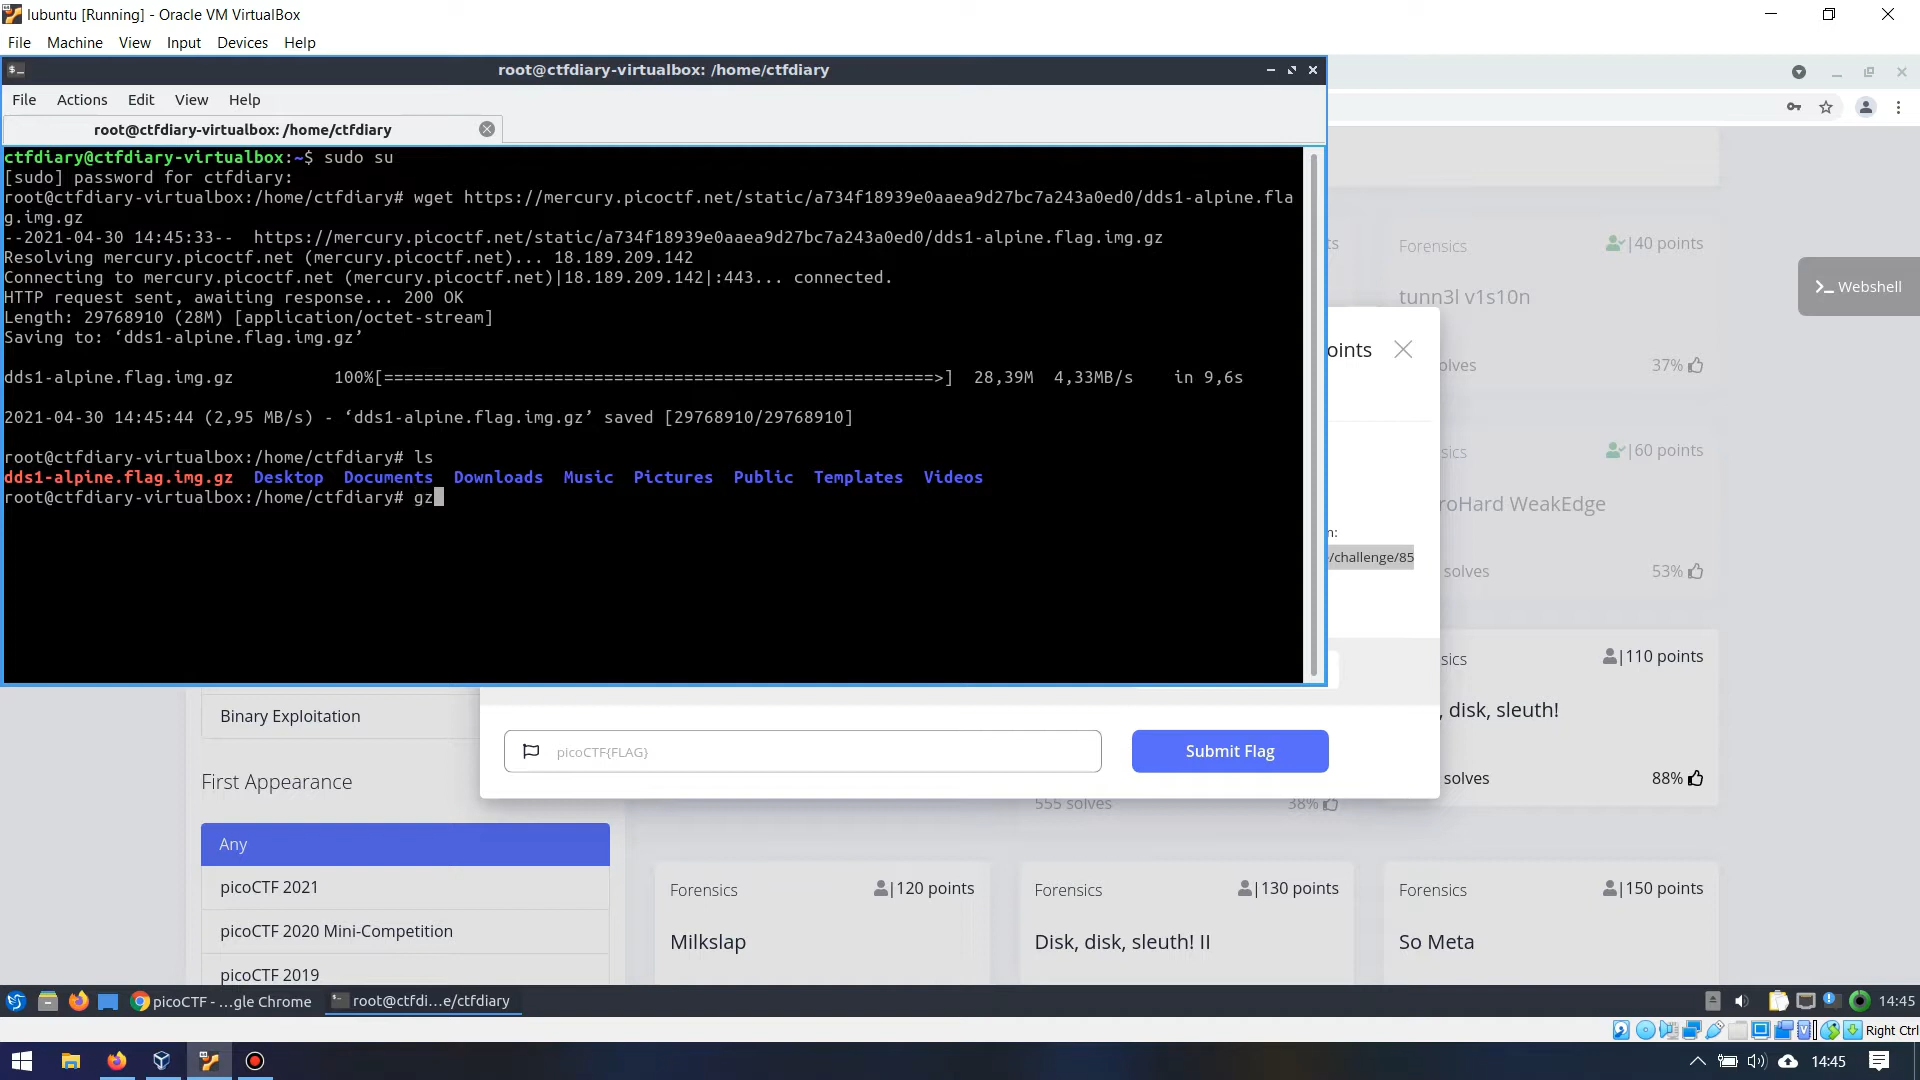 lubuntu [Running] - Oracle VM VirtualBox
File Machine View Input Devices Help
root@ctfdiary-virtualbox: /home/ctfdiary
File Actions Edit View Help
root@ctfdiary-virtualbox: /home/ctfdiary
ctfdiary@ctfdiary-virtualbox:~$ sudo su
[sudo] password for ctfdiary:
root@ctfdiary-virtualbox:/home/ctfdiary# wget https://mercury.picoctf.net/static/a734f18939e0aaea9d27bc7a243a0ed0/dds1-alpine.fla
g.img.gz
--2021-04-30 14:45:33-- https://mercury.picoctf.net/static/a734f18939e0aaea9d27bc7a243a0ed0/dds1-alpine.flag.img.gz
Resolving mercury.picoctf.net (mercury.picoctf.net)... 18.189.209.142
Connecting to mercury.picoctf.net (mercury.picoctf.net)|18.189.209.142|:443... connected.
HTTP request sent, awaiting response... 200 OK
Length: 29768910 (28M) [application/octet-stream]
Saving to: ‘dds1-alpine.flag.img.gz’
dds1-alpine.flag.img.gz 100%[=======================================================>] 28,39M 4,33MB/s in 9,6s
2021-04-30 14:45:44 (2,95 MB/s) - ‘dds1-alpine.flag.img.gz’ saved [29768910/29768910]
root@ctfdiary-virtualbox:/home/ctfdiary# ls
dds1-alpine.flag.img.gz Desktop Documents Downloads Music Pictures Public Templates Videos
root@ctfdiary-virtualbox:/home/ctfdiary# gz
ts
Forensics |40 points
tunn3l v1s10n
>_ Webshell
oints
lves 37%
sics |60 points
roHard WeakEdge
n:
/challenge/85
solves 53%
sics |110 points
, disk, sleuth!
solves 88%
Binary Exploitation
picoCTF{FLAG}
Submit Flag
First Appearance
555 solves 38%
Any
picoCTF 2021
picoCTF 2020 Mini-Competition
picoCTF 2019
Forensics |120 points
Milkslap
Forensics |130 points
Disk, disk, sleuth! II
Forensics |150 points
So Meta
picoCTF - ...gle Chrome
root@ctfdi...e/ctfdiary
14:45
Right Ctrl
14:45